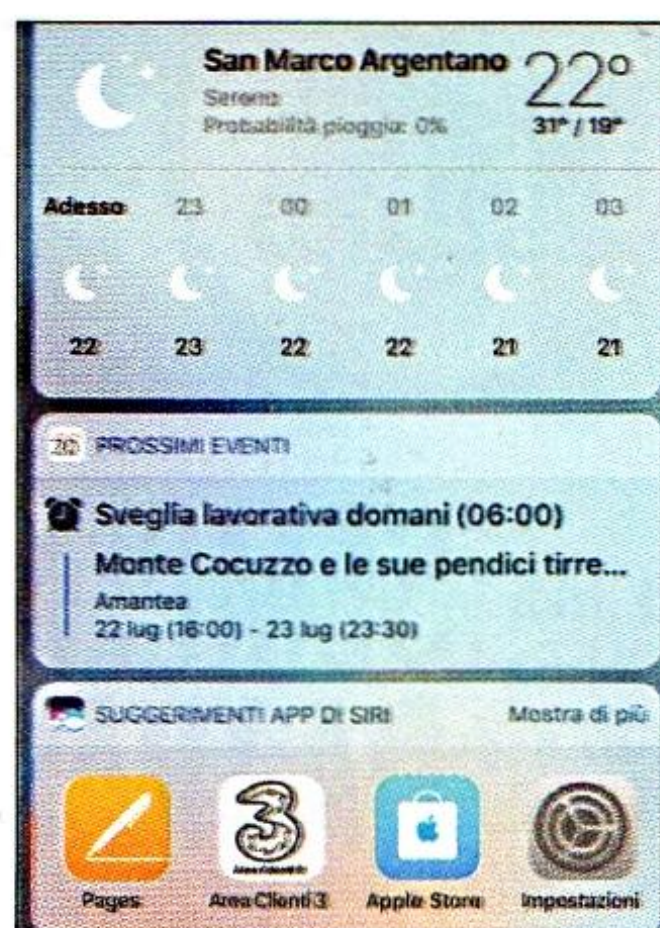 San Marco Argentano 22°
Sereno
Probabilità pioggia: 0% 31° / 19°
Adesso 23 00 01 02 03
22 23 22 22 21 21
PROSSIMI EVENTI
Sveglia lavorativa domani (06:00)
Monte Cocuzzo e le sue pendici tirre...
Amantea
22 lug (16:00) - 23 lug (23:30)
SUGGERIMENTI APP DI SIRI Mostra di più
3
Pages Area Clienti 3 Apple Store Impostazioni